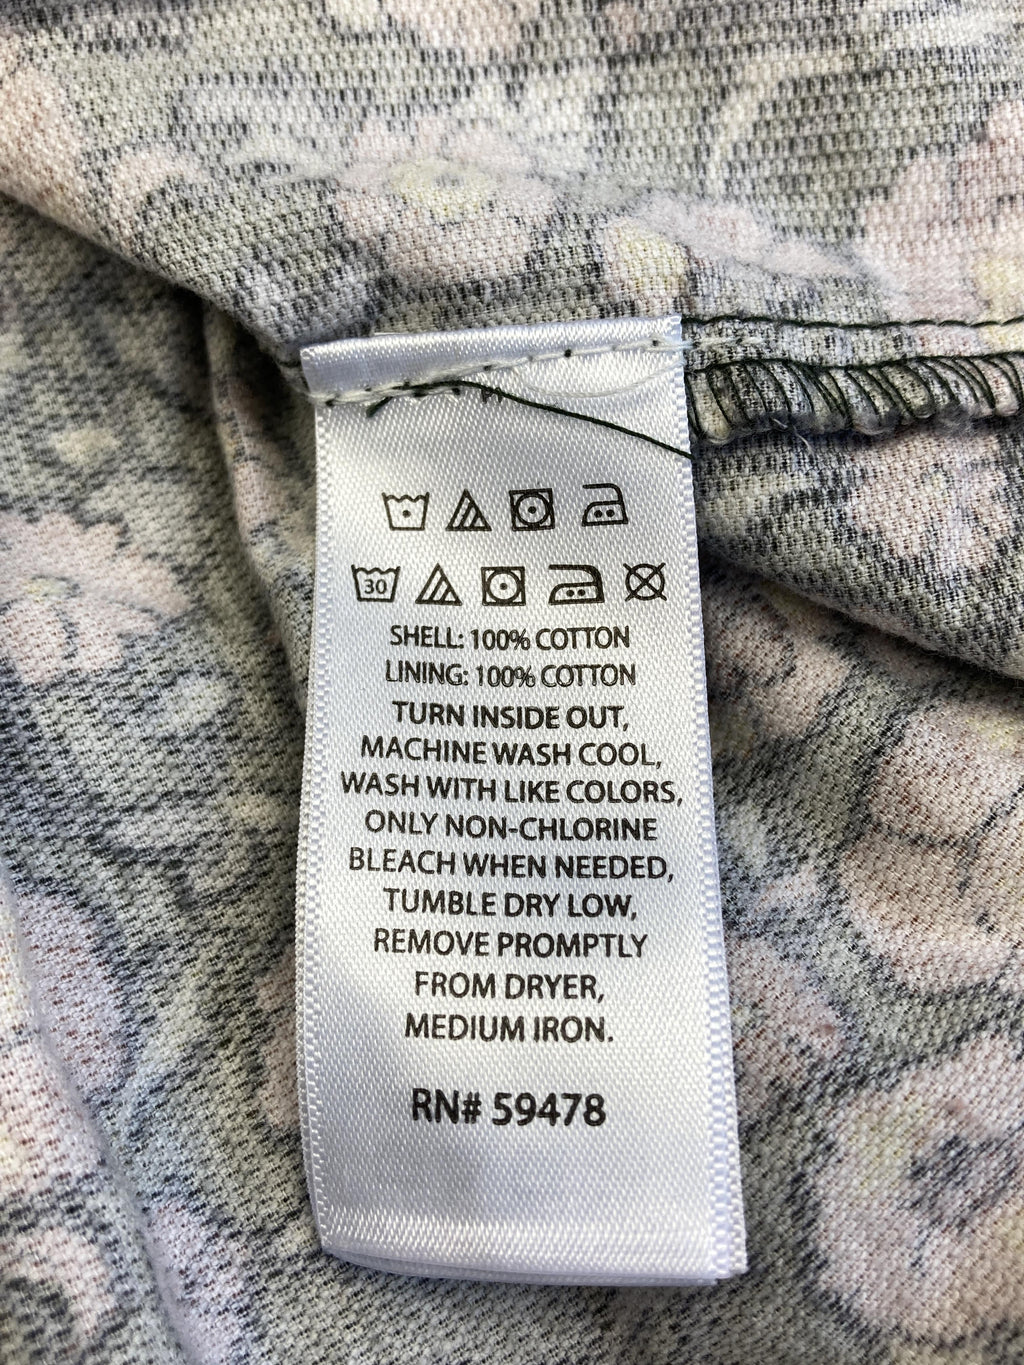 30
SHELL: 100% COTTON
LINING: 100% COTTON
TURN INSIDE OUT,
MACHINE WASH COOL,
WASH WITH LIKE COLORS,
ONLY NON-CHLORINE
BLEACH WHEN NEEDED,
TUMBLE DRY LOW,
REMOVE PROMPTLY
FROM DRYER,
MEDIUM IRON.
RN# 59478